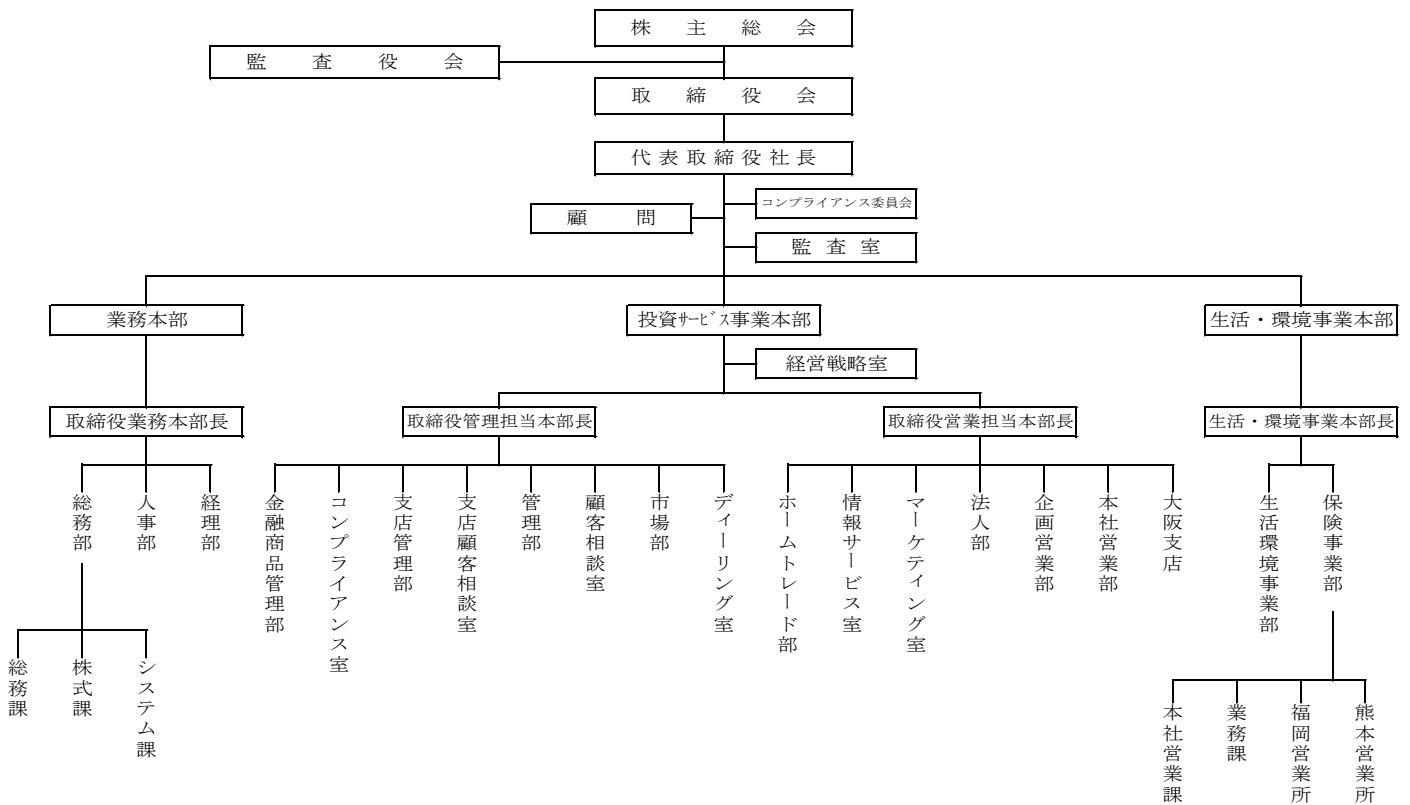 株主総会
監査役会
取締役会
代表取締役社長
コンプライアンス委員会
顧問
監査室
業務本部
投資ｻｰﾋﾞｽ事業本部
生活・環境事業本部
経営戦略室
取締役業務本部長
取締役管理担当本部長
取締役営業担当本部長
生活・環境事業本部長
総務部
人事部
経理部
金融商品管理部
コンプライアンス室
支店管理部
支店顧客相談室
管理部
顧客相談室
市場部
ディーリング室
ホームトレード部
情報サービス室
マーケティング室
法人部
企画営業部
本社営業部
大阪支店
生活環境事業部
保険事業部
総務課
株式課
システム課
本社営業課
業務課
福岡営業所
熊本営業所